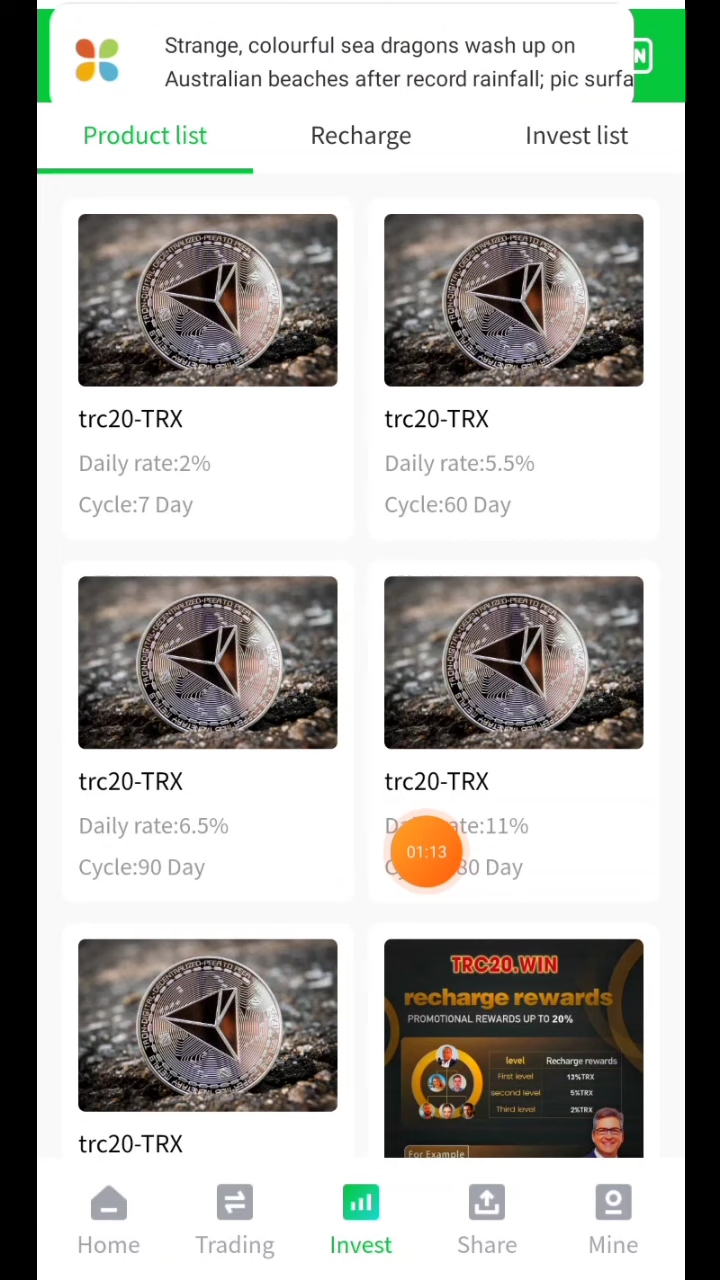 Strange, colourful sea dragons wash up on
Australian beaches after record rainfall; pic surfa
N
Product list
Recharge
Invest list
trc20-TRX
Daily rate:2%
Cycle:7 Day
trc20-TRX
Daily rate:5.5%
Cycle:60 Day
trc20-TRX
Daily rate:6.5%
Cycle:90 Day
trc20-TRX
ate:11%
80 Day
01:13
trc20-TRX
TRC20.WIN
recharge rewards
PROMOTIONAL REWARDS UP TO 20%
level Recharge rewards
First level 13%TRX
second level 5%TRX
Third level 2%TRX
For Example
Home
Trading
Invest
Share
Mine